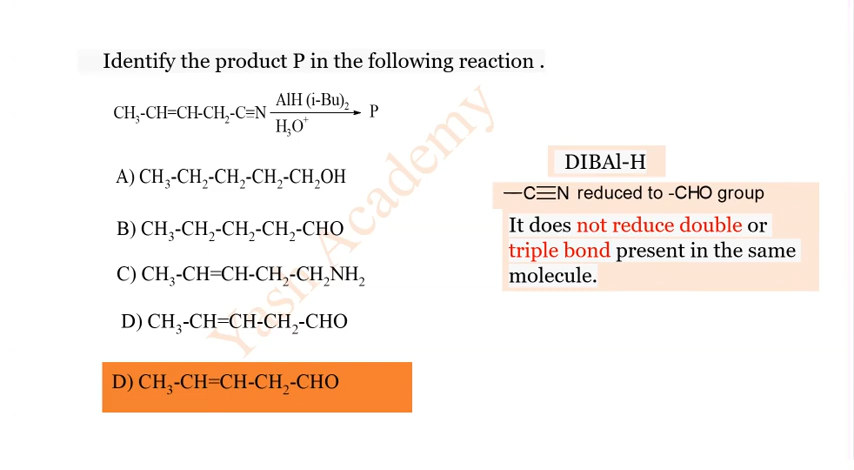 Identify the product P in the following reaction .
CH₃-CH=CH-CH₂-C≡N AlH (i-Bu)₂ P
H₃O⁺
A) CH₃-CH₂-CH₂-CH₂-CH₂OH
B) CH₃-CH₂-CH₂-CH₂-CHO
C) CH₃-CH=CH-CH₂-CH₂NH₂
D) CH₃-CH=CH-CH₂-CHO
D) CH₃-CH=CH-CH₂-CHO
DIBAl-H
—C≡N reduced to -CHO group
It does not reduce double or
triple bond present in the same
molecule.
Yash Academy